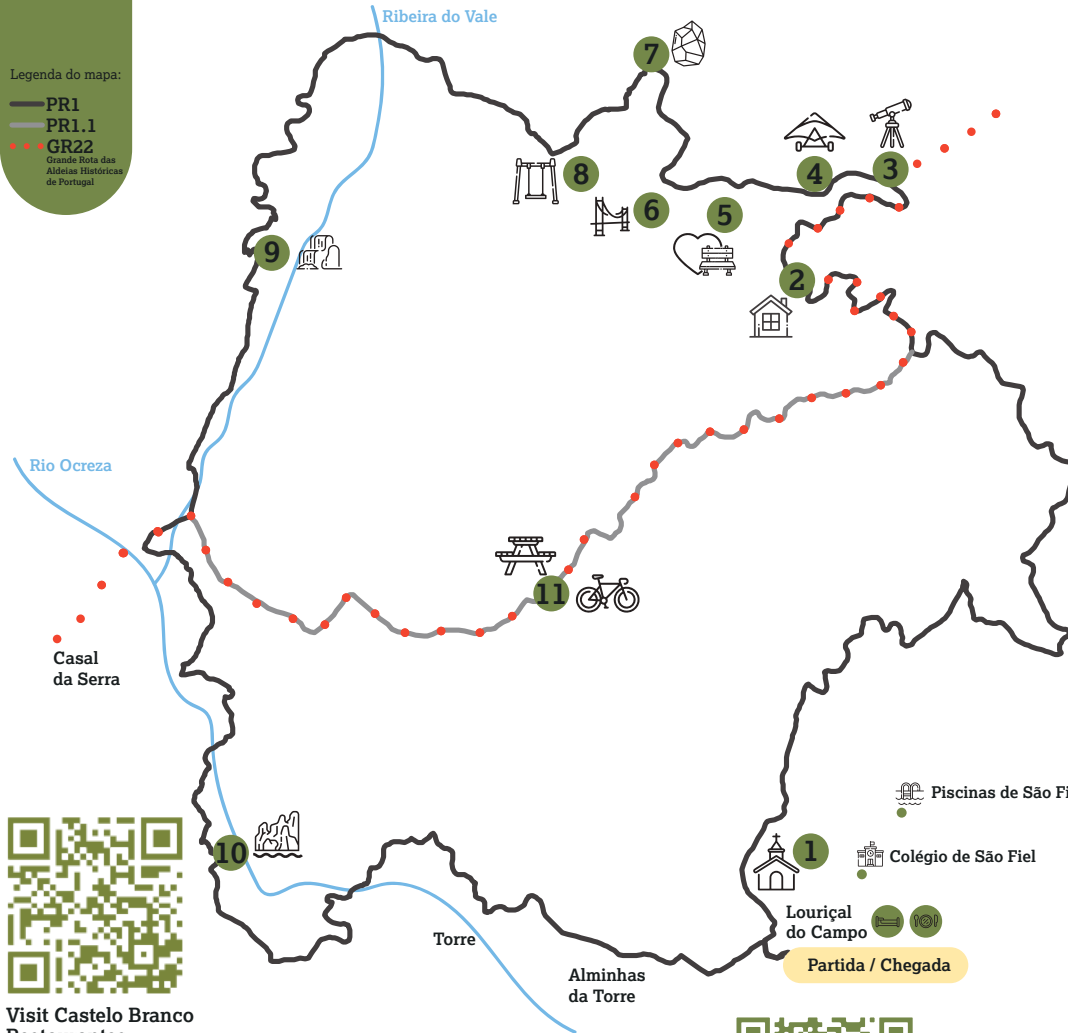 Ribeira do Vale
Legenda do mapa:
PR1
PR1.1
GR22
Grande Rota das
Aldeias Históricas
de Portugal
7
8
6
5
4
3
2
9
Rio Ocreza
11
Casal
da Serra
10
Piscinas de São Fi
1
Colégio de São Fiel
Louriçal
do Campo
Partida / Chegada
Torre
Alminhas
da Torre
Visit Castelo Branco
Restaurantes